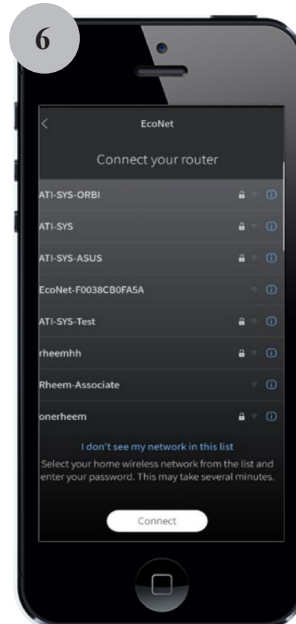 6
EcoNet
Connect your router
ATI-SYS-ORBI
ATI-SYS
ATI-SYS-ASUS
EcoNet-F0038CB0FA5A
ATI-SYS-Test
rheemhh
Rheem-Associate
onerheem
I don't see my network in this list
Select your home wireless network from the list and
enter your password. This may take several minutes.
Connect